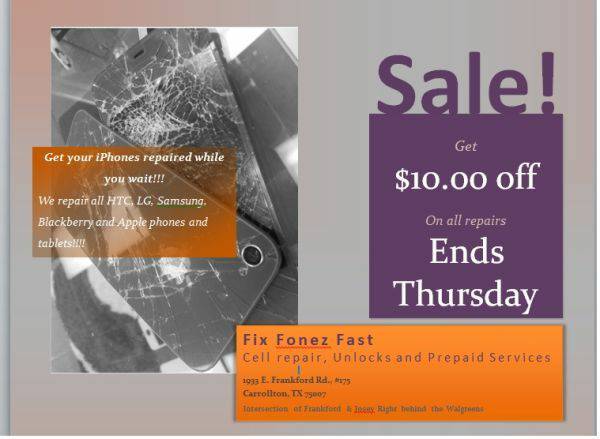 Sale!
Get
$10.00 off
On all repairs
Ends
Thursday
Get your iPhones repaired while
you wait!!!
We repair all HTC, LG, Samsung,
Blackberry and Apple phones and
tablets!!!!
Fix Fonez Fast
Cell repair, Unlocks and Prepaid Services
1933 E. Frankford Rd., #175
Carrollton, TX 75007
Intersection of Frankford & Josey Right behind the Walgreens